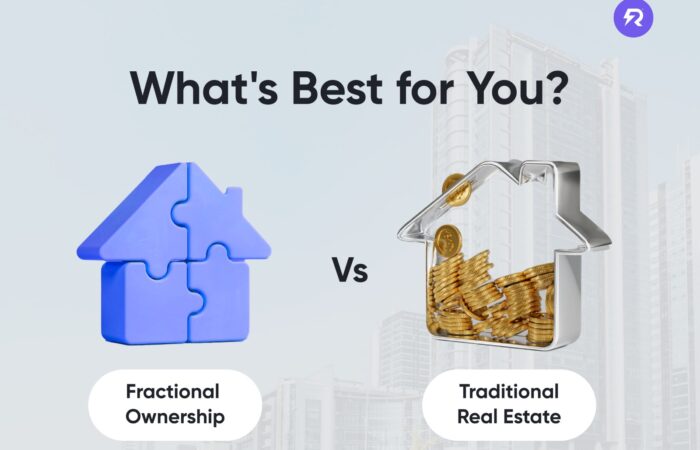 What's Best for You?
Vs
Fractional
Ownership
Traditional
Real Estate